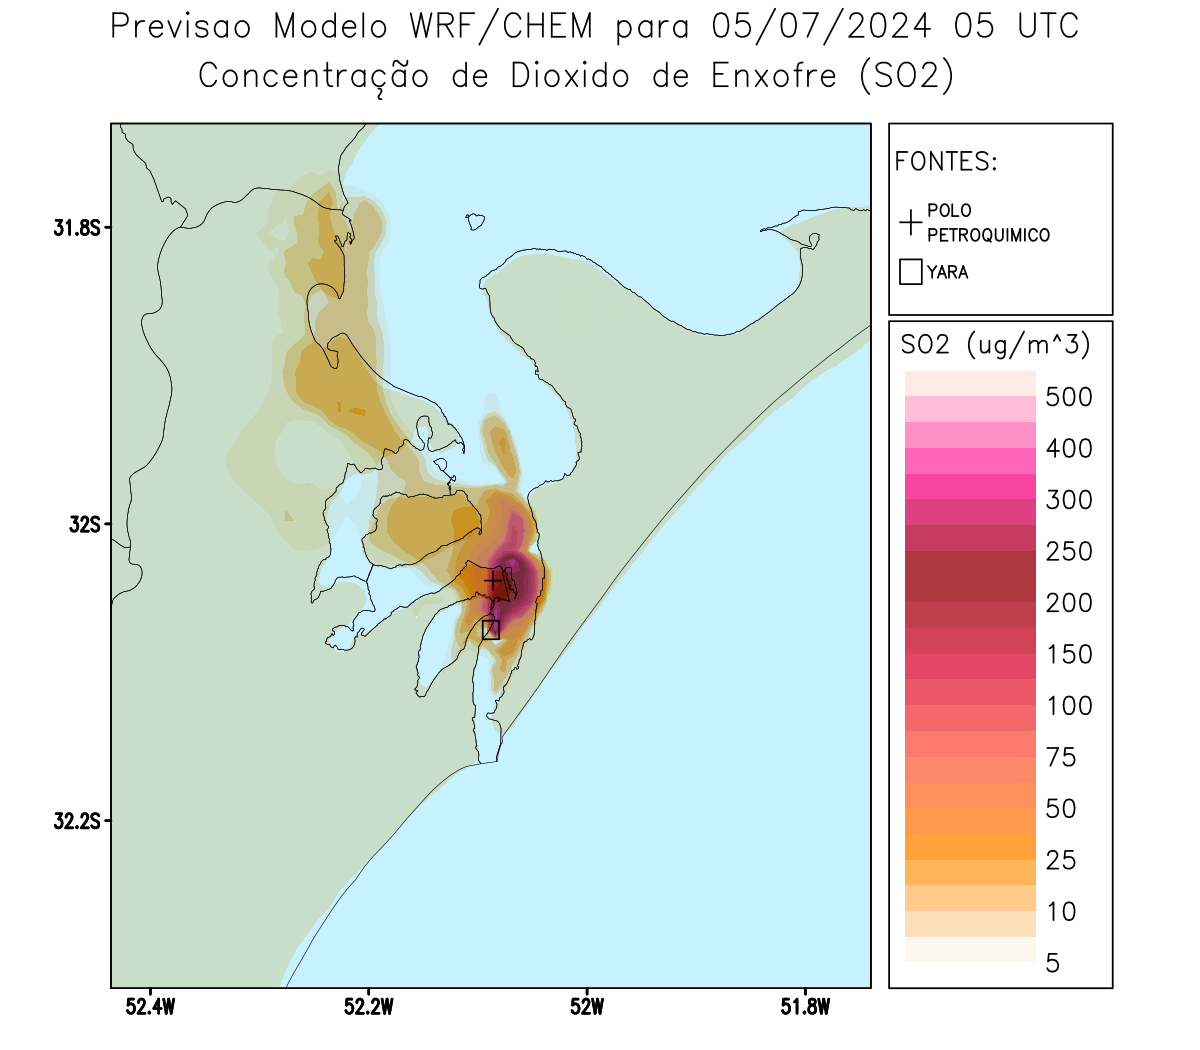 Previsao Modelo WRF/CHEM para 05/07/2024 05 UTC
Concentração de Dioxido de Enxofre (SO2)
FONTES:
POLO
PETROQUIMICO
YARA
SO2 (ug/m^3)
500
400
300
250
200
150
100
75
50
25
10
5
31.8S
32S
32.2S
52.4W
52.2W
52W
51.8W